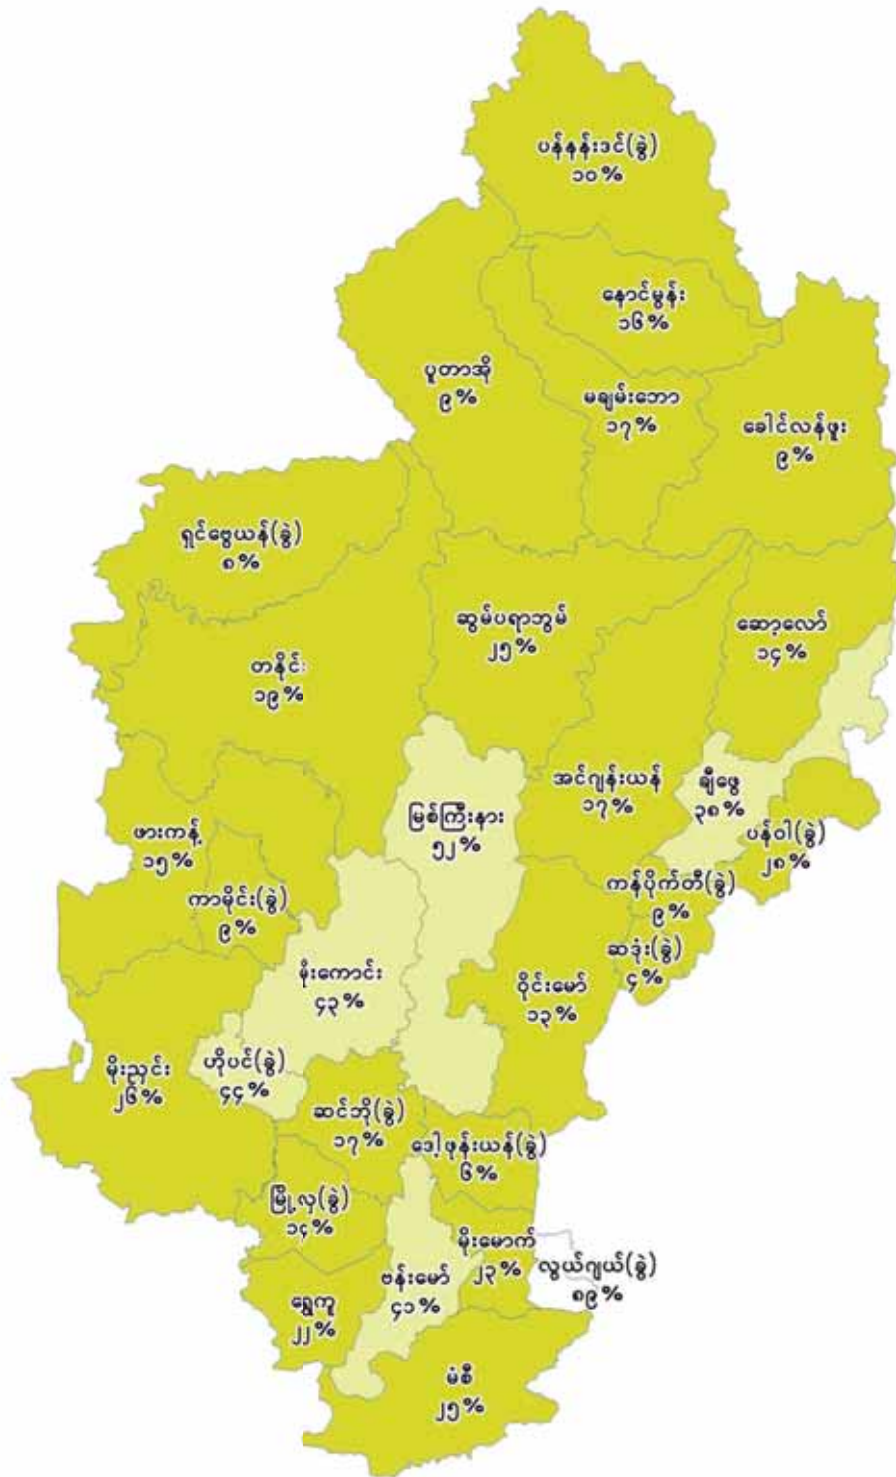 ပန်နန်းဒင်(ခွဲ)
၁၀%
နောင်မွန်း
၁၆%
ပူတာအို
၉%
မချမ်းဘော
၁၇%
ခေါင်လန်ဖူး
၉%
ရှင်ဗွေယန်(ခွဲ)
၈%
ဆွမ်ပရာဘွမ်
၂၅%
ဆော့လော်
၁၄%
တနိုင်း
၁၉%
အင်ဂျန်းယန်
၁၇%
ချီဖွေ
၃၈%
မြစ်ကြီးနား
၅၂%
ဖားကန့်
၁၅%
ပန်ဝါ(ခွဲ)
၂၈%
ကန်ပိုက်တီ(ခွဲ)
၉%
ကာမိုင်း(ခွဲ)
၉%
ဆဒုံး(ခွဲ)
၄%
မိုးကောင်း
၄၃%
ဝိုင်းမော်
၁၃%
ဟိုပင်(ခွဲ)
၄၄%
မိုးညှင်း
၂၆%
ဆင်ဘို(ခွဲ)
၁၇%
ဒေါ့ဖုန်းယန်(ခွဲ)
၆%
မြို့လှ(ခွဲ)
၁၄%
မိုးမောက်
၂၃%
လွယ်ဂျယ်(ခွဲ)
၈၉%
ဗန်းမော်
၄၁%
ရွှေကူ
၂၂%
မံစီ
၂၅%